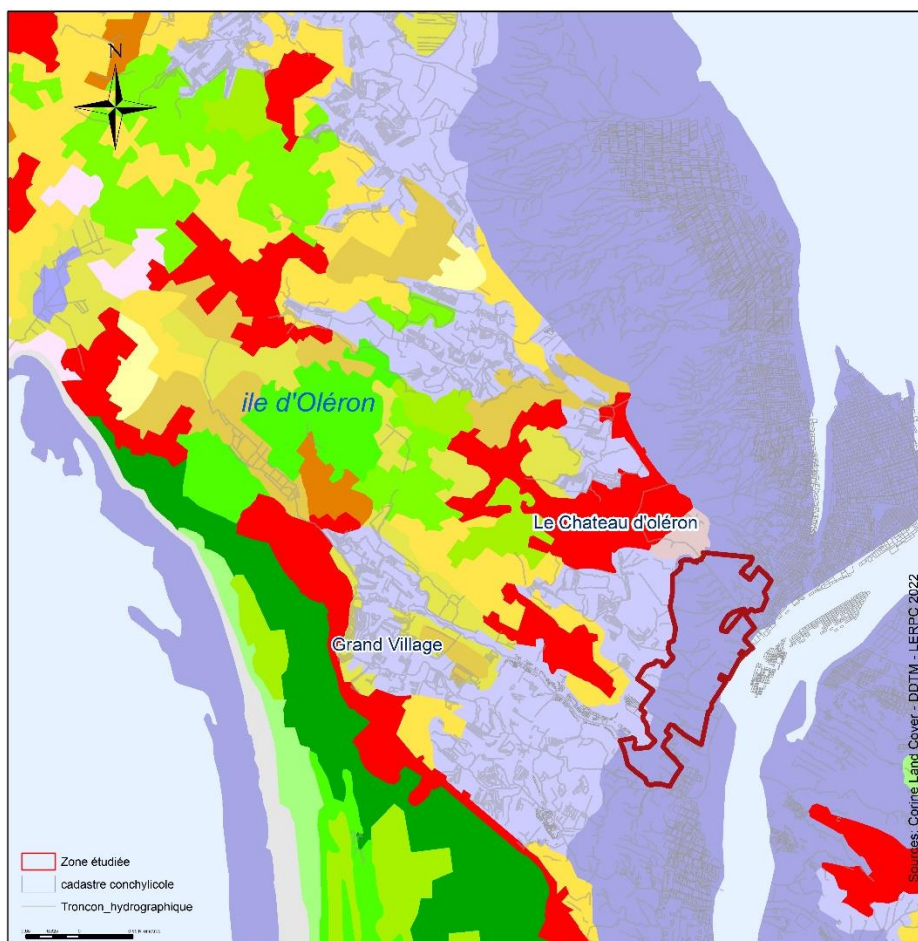 N
ile d'Oléron
Le Chateau d'oléron
Grand Village
Zone étudiée
cadastre conchylicole
Troncon_hydrographique
Sources: Corine Land Cover - DDTM - LERPC 2022